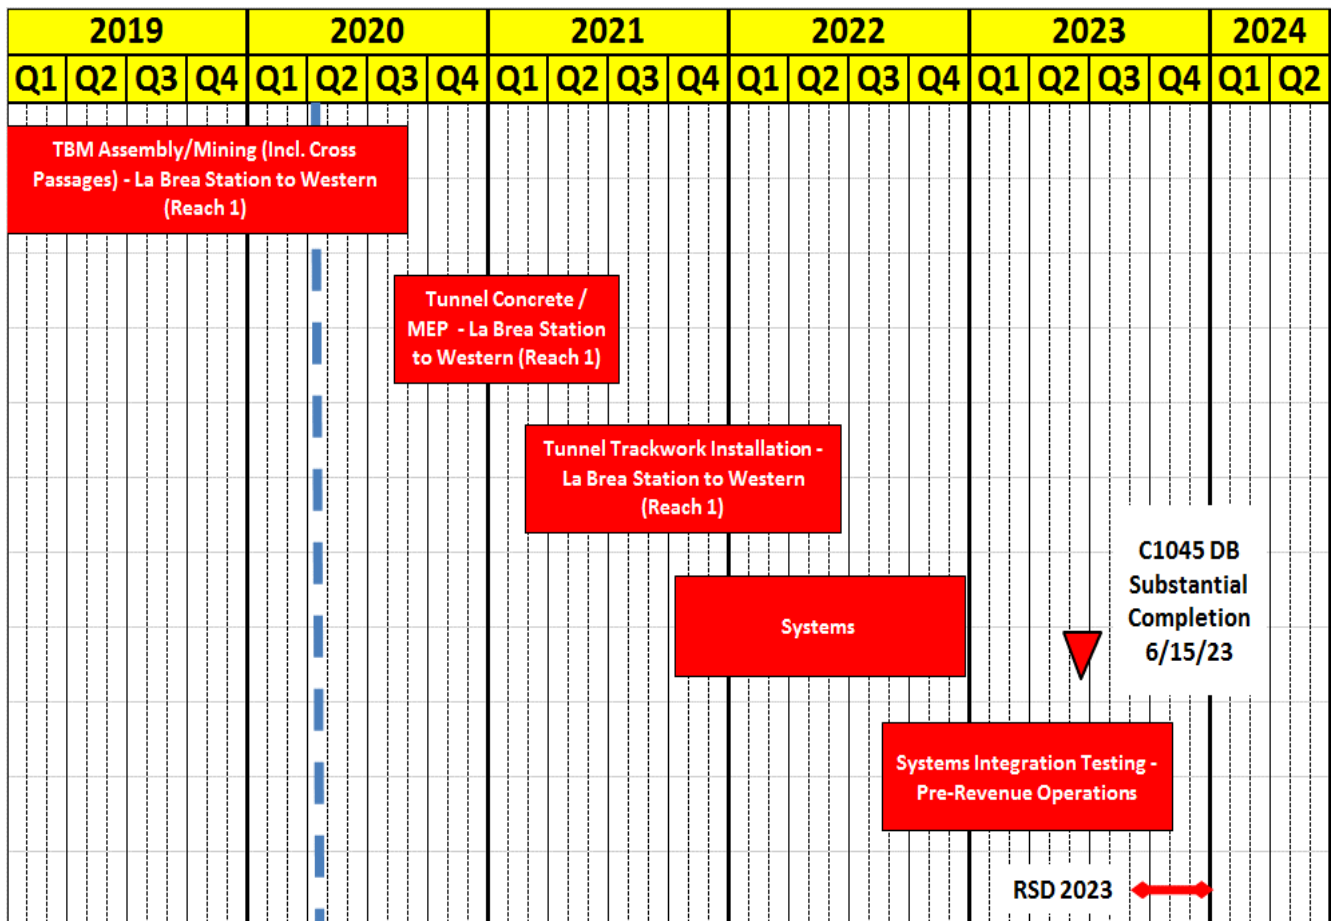 2019 2020 2021 2022 2023 2024
Q1 Q2 Q3 Q4 Q1 Q2 Q3 Q4 Q1 Q2 Q3 Q4 Q1 Q2 Q3 Q4 Q1 Q2 Q3 Q4 Q1 Q2
TBM Assembly/Mining (Incl. Cross
Passages) - La Brea Station to Western
(Reach 1)
Tunnel Concrete /
MEP - La Brea Station
to Western (Reach 1)
Tunnel Trackwork Installation -
La Brea Station to Western
(Reach 1)
Systems
C1045 DB
Substantial
Completion
6/15/23
Systems Integration Testing -
Pre-Revenue Operations
RSD 2023